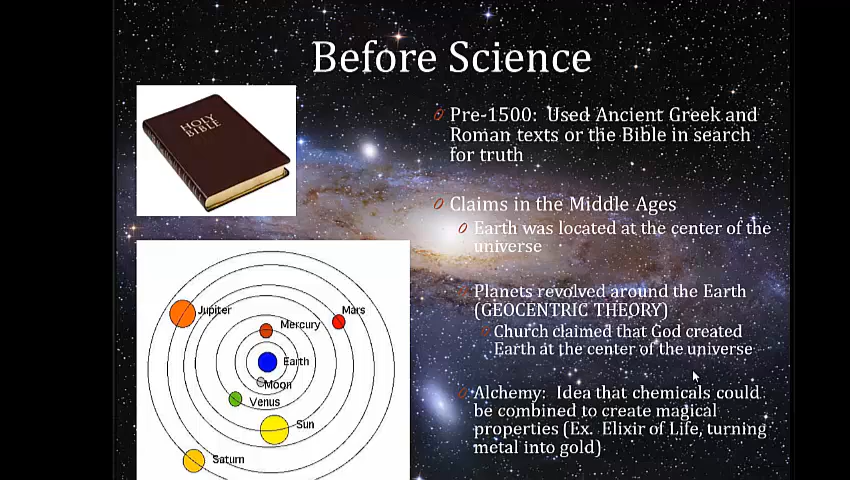 Before Science
HOLY
BIBLE
Pre-1500: Used Ancient Greek and
Roman texts or the Bible in search
for truth
Claims in the Middle Ages
Earth was located at the center of the
universe
Planets revolved around the Earth
(GEOCENTRIC THEORY)
Church claimed that God created
Earth at the center of the universe
Alchemy: Idea that chemicals could
be combined to create magical
properties (Ex. Elixir of Life, turning
metal into gold)
Jupiter
Mars
Mercury
Earth
Moon
Venus
Sun
Saturn